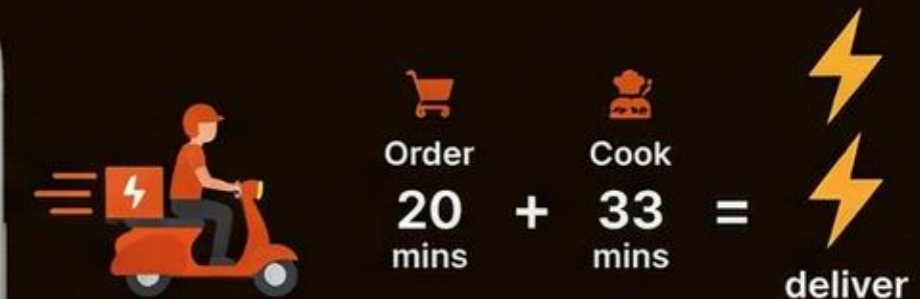 Order
20
mins
+
Cook
33
mins
=
deliver